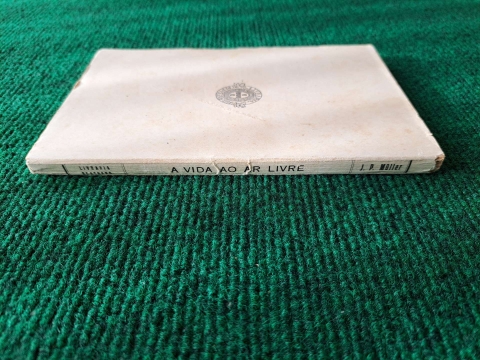 LIVRARIA
A VIDA AO AR LIVRE
J. P. Müller